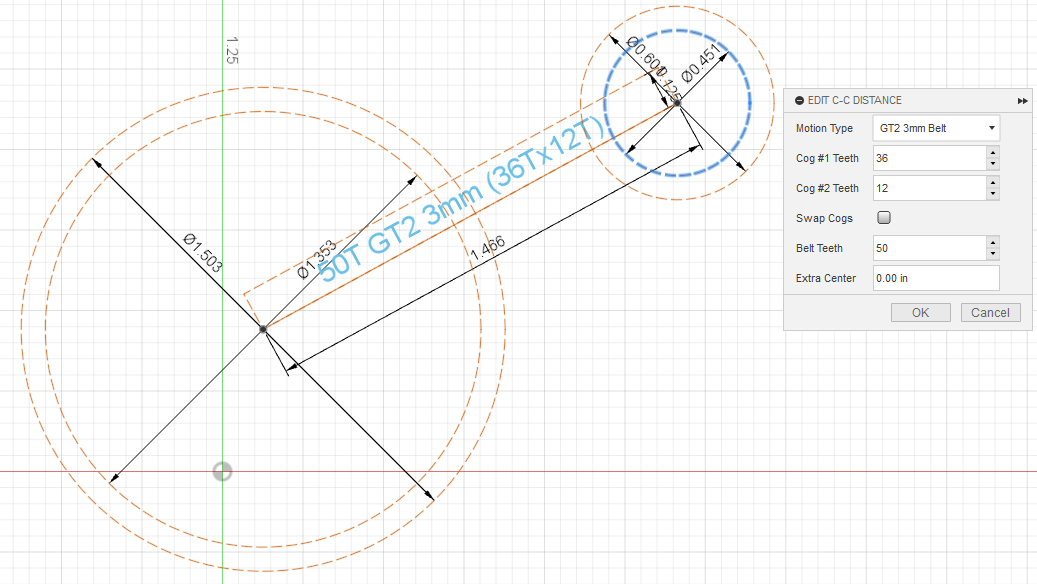 1.25
Ø0.601
0.125
Ø0.451
50T GT2 3mm (36Tx12T)
1.466
Ø1.503
Ø1.353
EDIT C-C DISTANCE
Motion Type GT2 3mm Belt
Cog #1 Teeth 36
Cog #2 Teeth 12
Swap Cogs
Belt Teeth 50
Extra Center 0.00 in
OK Cancel